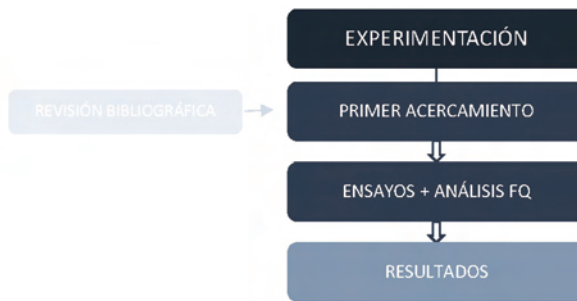 EXPERIMENTACIÓN
REVISIÓN BIBLIOGRÁFICA
PRIMER ACERCAMIENTO
ENSAYOS + ANÁLISIS FQ
RESULTADOS